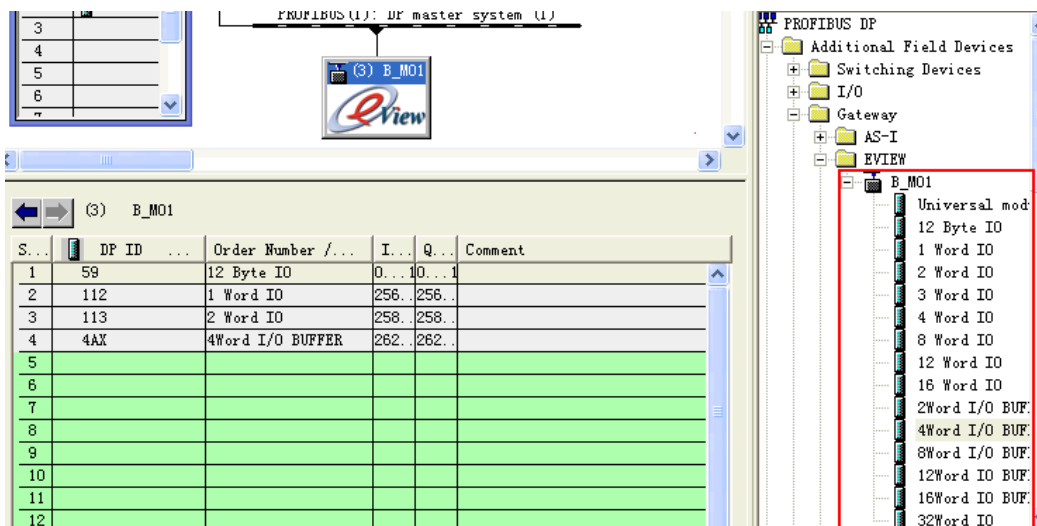 PROFIBUS(1): DP master system (1)
3
4
5
6
7
(3) B_MO1
eView
(3) B_MO1
S... DP ID ... Order Number /... I... Q... Comment
1 59 12 Byte IO 0...1 0...1
2 112 1 Word IO 256.. 256..
3 113 2 Word IO 258.. 258..
4 4AX 4Word I/O BUFFER 262.. 262..
5
6
7
8
9
10
11
12
PROFIBUS DP
Additional Field Devices
Switching Devices
I/O
Gateway
AS-I
EVIEW
B_MO1
Universal mod
12 Byte IO
1 Word IO
2 Word IO
3 Word IO
4 Word IO
8 Word IO
12 Word IO
16 Word IO
2Word I/O BUF
4Word I/O BUF
8Word I/O BUF
12Word IO BUF
16Word IO BUF
32Word IO